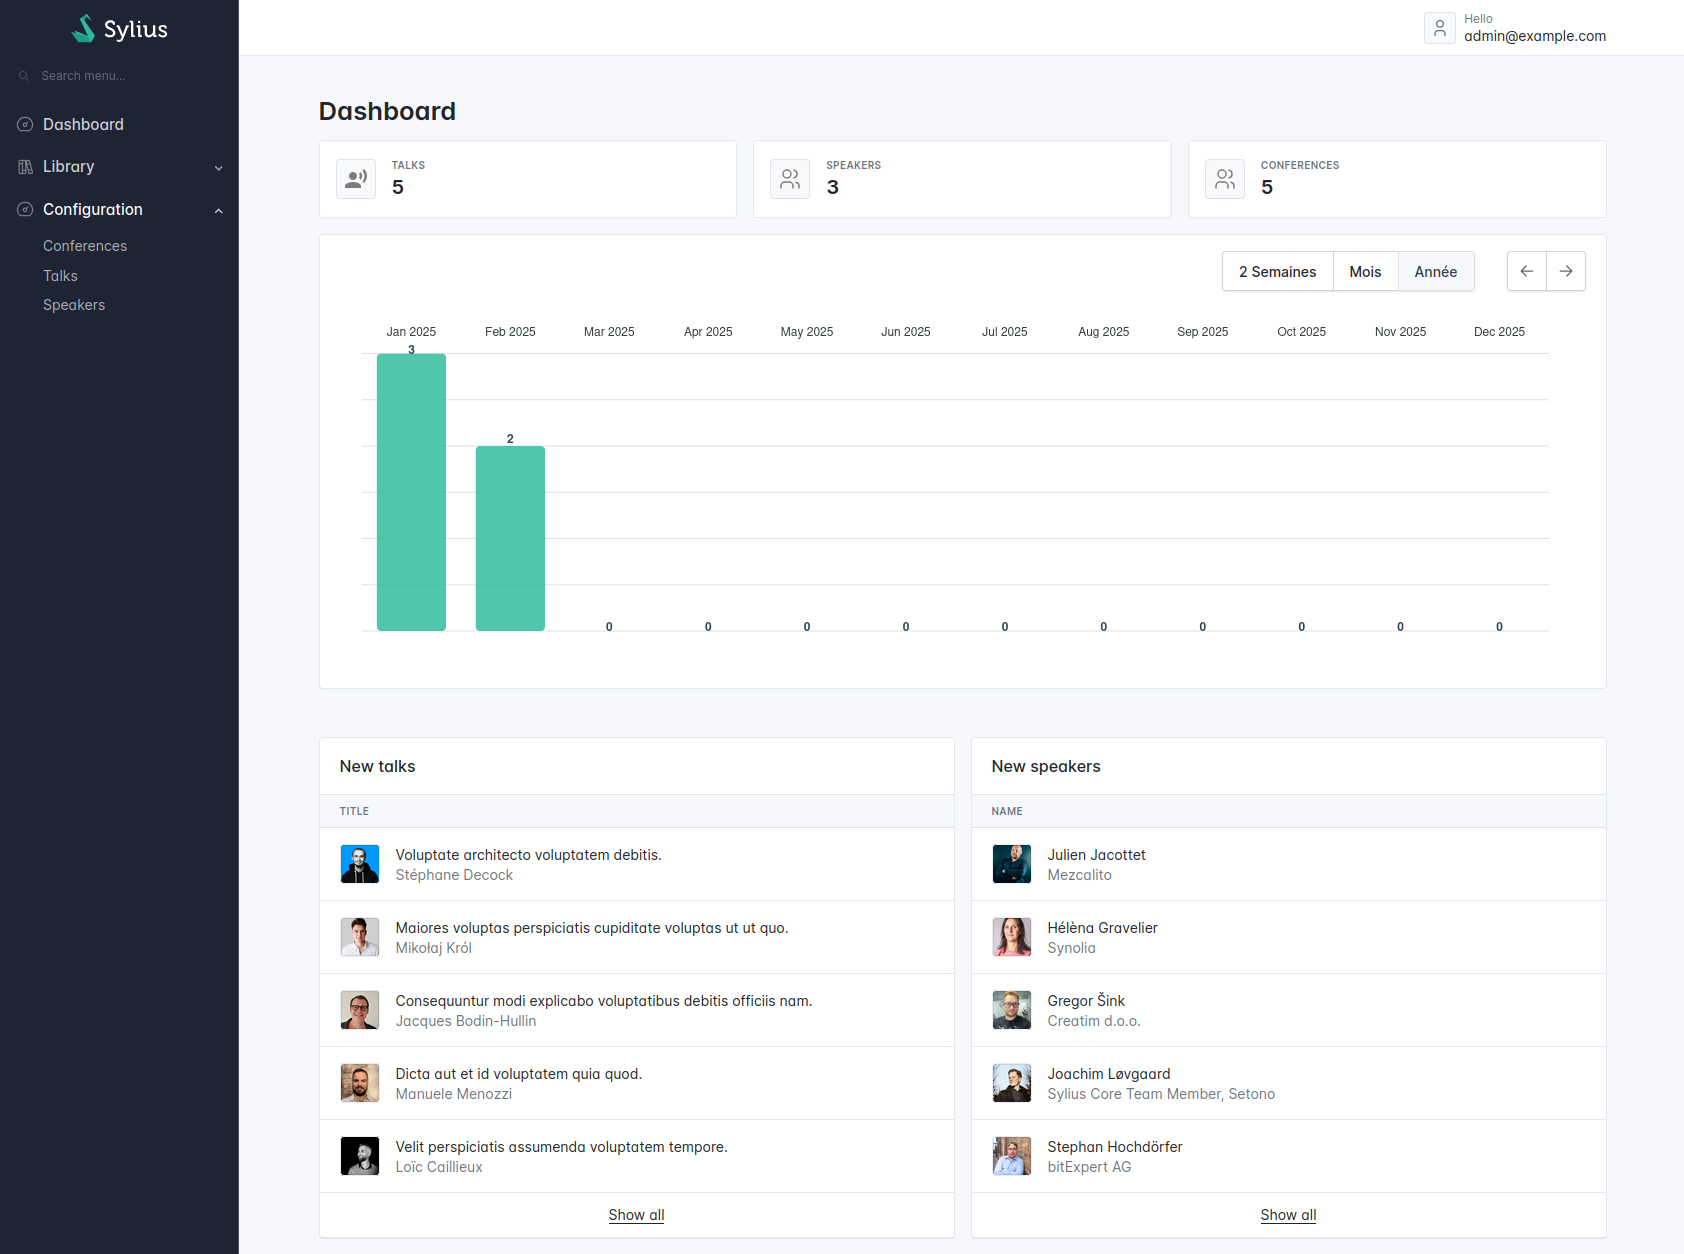 Sylius
Search menu...
Dashboard
Library
Configuration
Conferences
Talks
Speakers
Hello
admin@example.com
Dashboard
TALKS
5
SPEAKERS
3
CONFERENCES
5
2 Semaines Mois Année
Jan 2025 Feb 2025 Mar 2025 Apr 2025 May 2025 Jun 2025 Jul 2025 Aug 2025 Sep 2025 Oct 2025 Nov 2025 Dec 2025
3
2
0 0 0 0 0 0 0 0 0 0
New talks
TITLE
Voluptate architecto voluptatem debitis.
Stéphane Decock
Maiores voluptas perspiciatis cupiditate voluptas ut ut quo.
Mikołaj Król
Consequuntur modi explicabo voluptatibus debitis officiis nam.
Jacques Bodin-Hullin
Dicta aut et id voluptatem quia quod.
Manuele Menozzi
Velit perspiciatis assumenda voluptatem tempore.
Loïc Caillieux
Show all
New speakers
NAME
Julien Jacottet
Mezcalito
Hélèna Gravelier
Synolia
Gregor Šink
Creatim d.o.o.
Joachim Løvgaard
Sylius Core Team Member, Setono
Stephan Hochdörfer
bitExpert AG
Show all